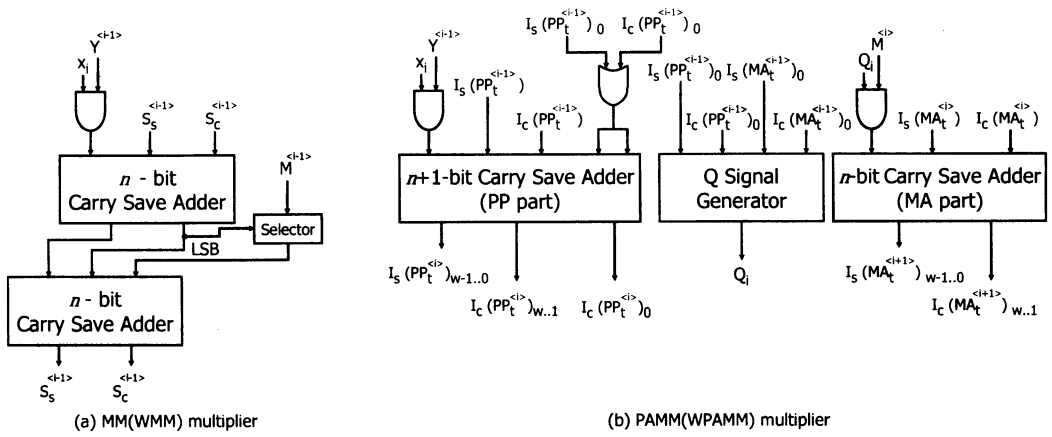 x_i Y^<i-1>
S_s^<i-1> S_c^<i-1>
n - bit
Carry Save Adder
M^<i-1>
Selector
LSB
n - bit
Carry Save Adder
S_s^<i-1> S_c^<i-1>
(a) MM(WMM) multiplier
I_s(PP_t^<i-1>)_0 I_c(PP_t^<i-1>)_0
x_i Y^<i-1>
I_s(PP_t^<i-1>)
I_c(PP_t^<i-1>)
n+1-bit Carry Save Adder
(PP part)
I_s(PP_t^<i>)_w-1..0
I_c(PP_t^<i>)_w..1 I_c(PP_t^<i>)_0
I_s(PP_t^<i-1>)_0 I_s(MA_t^<i-1>)_0
I_c(PP_t^<i-1>)_0 I_c(MA_t^<i-1>)_0
Q Signal
Generator
Q_i
Q_i M^<i>
I_s(MA_t^<i>) I_c(MA_t^<i>)
n-bit Carry Save Adder
(MA part)
I_s(MA_t^<i+1>)_w-1..0
I_c(MA_t^<i+1>)_w..1
(b) PAMM(WPAMM) multiplier